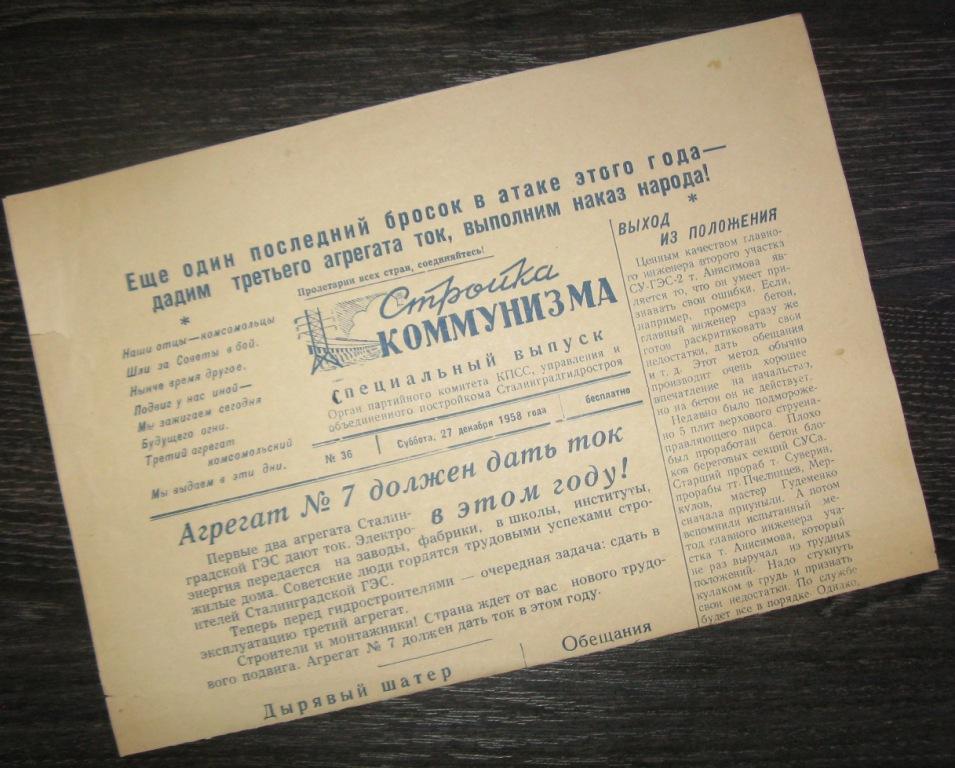 Еще один последний бросок в атаке этого года—
дадим третьего агрегата ток, выполним наказ народа!
*
Наши отцы—комсомольцы
Шли за Советы в бой.
Нынче время другое,
Подвиг у нас иной—
Мы зажигаем сегодня
Будущего огни.
Третий агрегат
комсомольский
Мы выдаем в эти дни.
Пролетарии всех стран, соединяйтесь!
Стройка
КОММУНИЗМА
Специальный выпуск
Орган партийного комитета КПСС, управления и
объединенного постройкома Сталинградгидростроя
№ 36
Суббота, 27 декабря 1958 года
бесплатно
Агрегат № 7 должен дать ток
в этом году!
Первые два агрегата Сталин-
градской ГЭС дают ток. Электро-
энергия передается на заводы, фабрики, в школы, институты,
жилые дома. Советские люди гордятся трудовыми успехами стро-
ителей Сталинградской ГЭС.
Теперь перед гидростроителями — очередная задача: сдать в
эксплуатацию третий агрегат.
Строители и монтажники! Страна ждет от вас нового трудо-
вого подвига. Агрегат № 7 должен дать ток в этом году.
Дырявый шатер
Обещания
*
ВЫХОД
ИЗ ПОЛОЖЕНИЯ
Ценным качеством главно-
го инженера второго участка
СУ-ГЭС-2 т. Анисимова яв-
ляется то, что он умеет при-
знавать свои ошибки. Если,
например, промерз бетон,
главный инженер сразу же
готов раскритиковать свои
недостатки, дать обещания
и т. д. Этот метод обычно
производит очень хорошее
впечатление на начальство,
но на бетон он не действует.
Недавно было подмороже-
но 5 плит верхового струена-
правляющего пирса. Плохо
был проработан бетон бло-
ков береговых секций СУСа.
Старший прораб т. Суверин,
прорабы тт. Пчелинцев, Мер-
кулов, мастер Гудеменко
сначала приуныли. А потом
вспомнили испытанный ме-
тод главного инженера уча-
стка т. Анисимова, который
не раз выручал из трудных
положений. Надо стукнуть
кулаком в грудь и признать
свои недостатки. По службе
будет все в порядке. Однако,